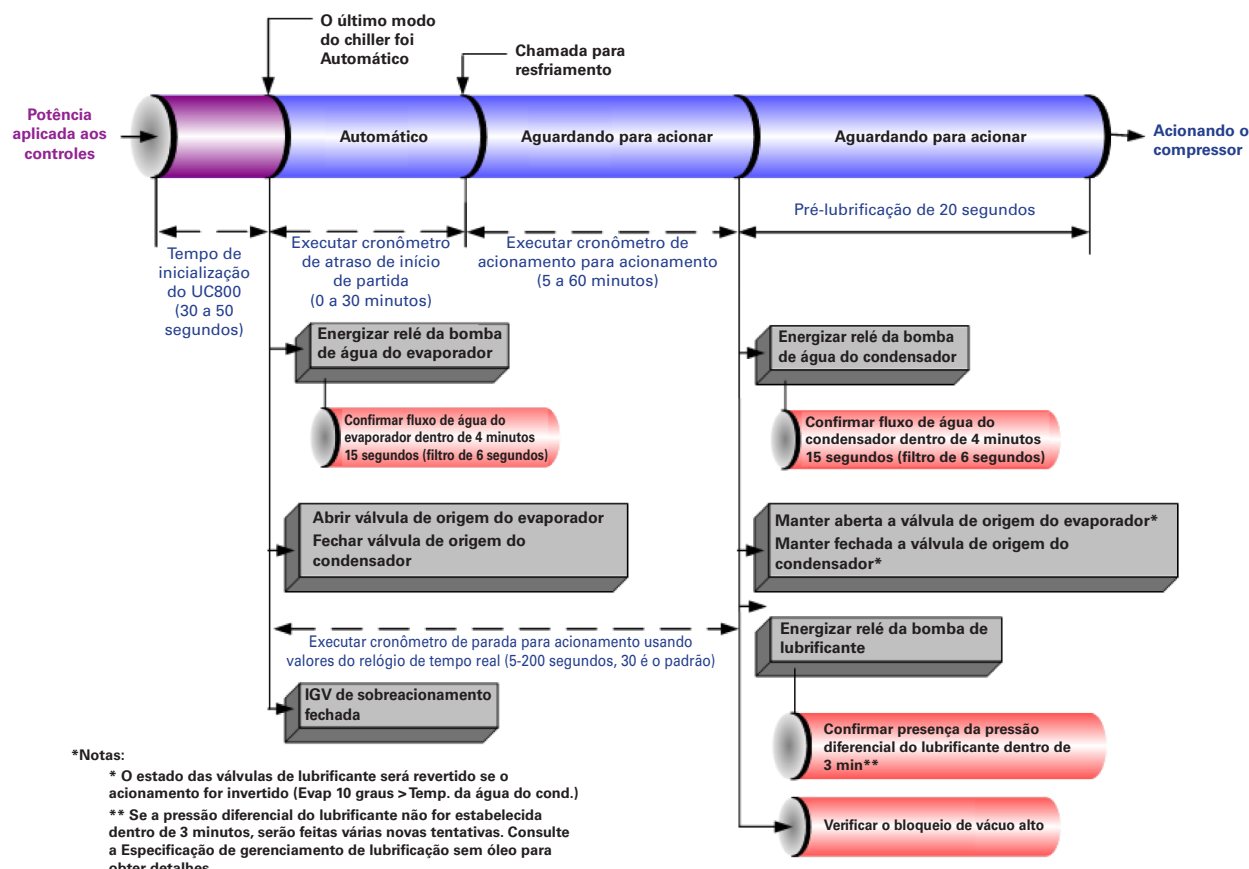 O último modo
do chiller foi
Automático
Chamada para
resfriamento
Potência
aplicada aos
controles
Automático
Aguardando para acionar
Aguardando para acionar
Acionando o
compressor
Tempo de
inicialização
do UC800
(30 a 50
segundos)
Executar cronômetro
de atraso de início
de partida
(0 a 30 minutos)
Executar cronômetro de
acionamento para acionamento
(5 a 60 minutos)
Pré-lubrificação de 20 segundos
Energizar relé da bomba
de água do evaporador
Confirmar fluxo de água do
evaporador dentro de 4 minutos
15 segundos (filtro de 6 segundos)
Energizar relé da bomba
de água do condensador
Confirmar fluxo de água do
condensador dentro de 4 minutos
15 segundos (filtro de 6 segundos)
Abrir válvula de origem do evaporador
Fechar válvula de origem do
condensador
Manter aberta a válvula de origem do evaporador*
Manter fechada a válvula de origem do
condensador*
Executar cronômetro de parada para acionamento usando
valores do relógio de tempo real (5-200 segundos, 30 é o padrão)
Energizar relé da bomba de
lubrificante
IGV de sobreacionamento
fechada
Confirmar presença da pressão
diferencial do lubrificante dentro de
3 min**
Verificar o bloqueio de vácuo alto
*Notas:
* O estado das válvulas de lubrificante será revertido se o
acionamento for invertido (Evap 10 graus > Temp. da água do cond.)
** Se a pressão diferencial do lubrificante não for estabelecida
dentro de 3 minutos, serão feitas várias novas tentativas. Consulte
a Especificação de gerenciamento de lubrificação sem óleo para
obter detalhes